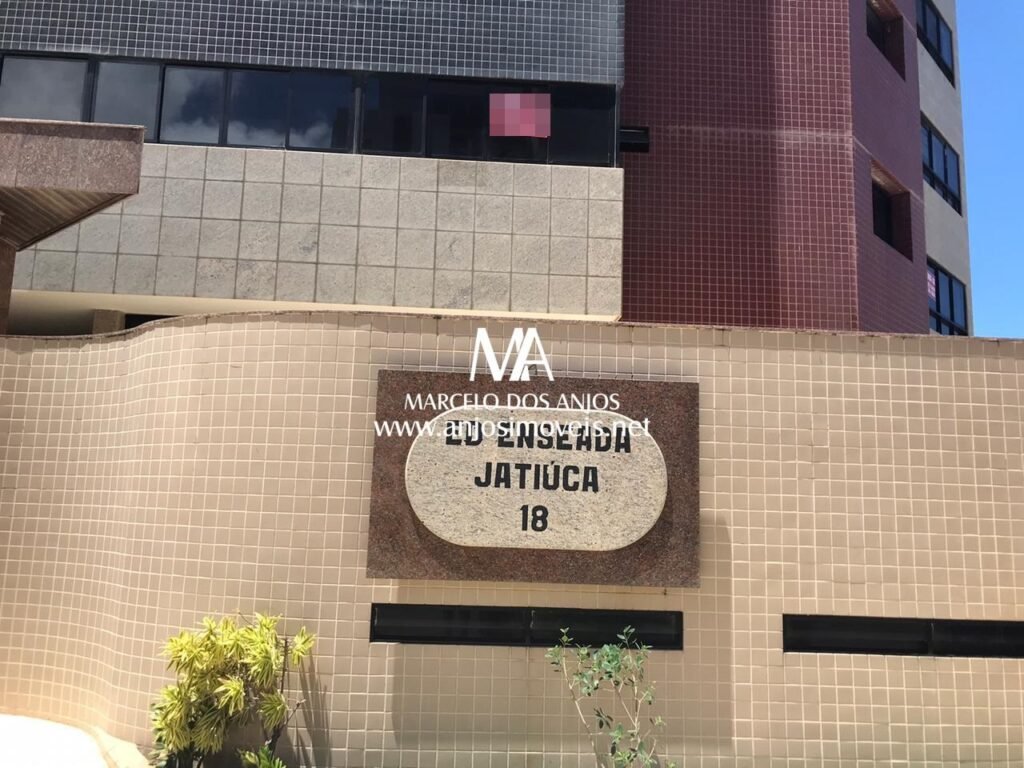 MA
MARCELO DOS ANJOS
www.anjosimoveis.net
ED ENSEADA
JATIÚCA
18